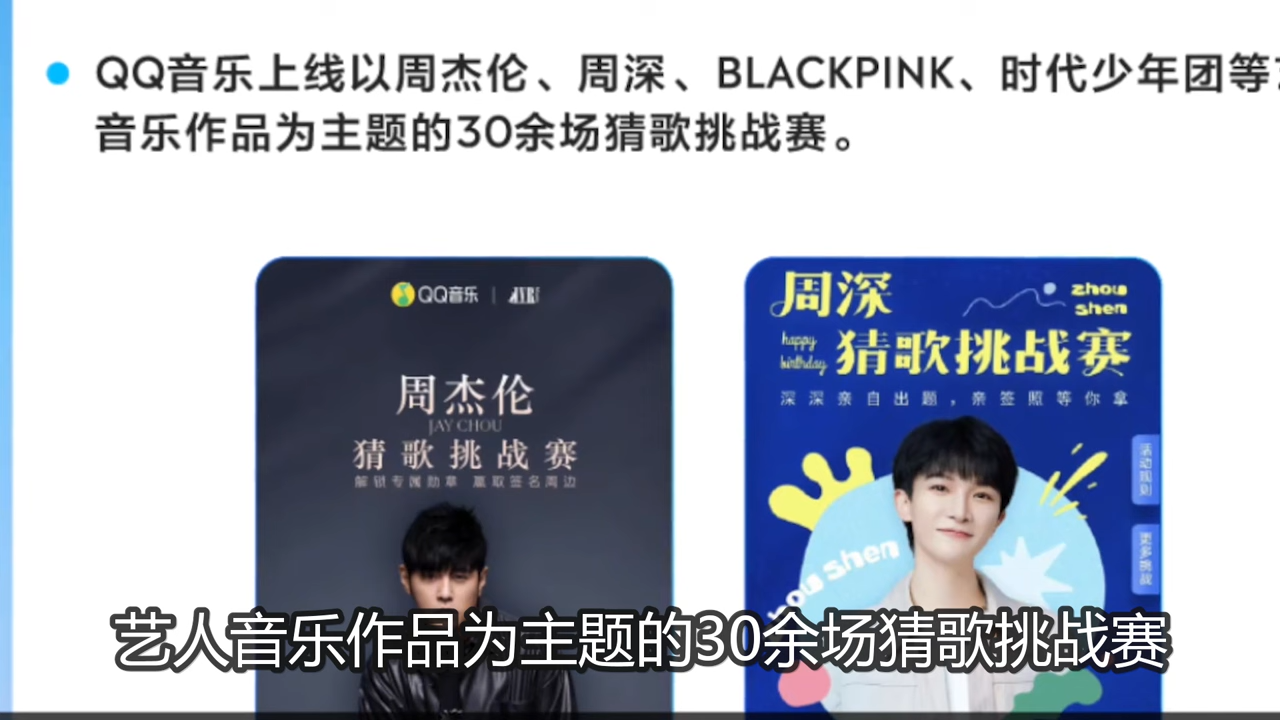 QQ音乐上线以周杰伦、周深、BLACKPINK、时代少年团等
音乐作品为主题的30余场猜歌挑战赛。
QQ音乐
周杰伦
JAY CHOU
猜歌挑战赛
解锁专属勋章 赢取签名周边
周深
zhou
shen
happy
birthday
猜歌挑战赛
深深亲自出题，亲签照等你拿
活动规则
更多挑战
hou shen
艺人音乐作品为主题的30余场猜歌挑战赛